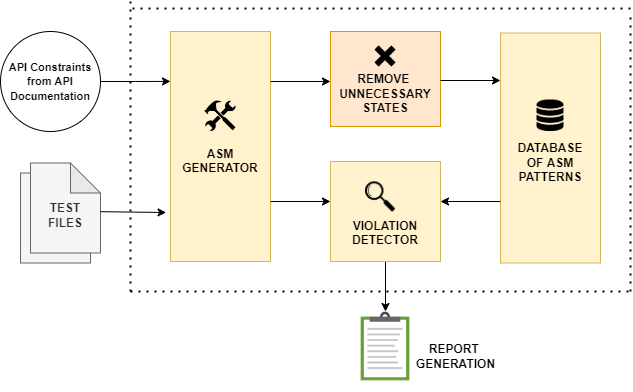 API Constraints
from API
Documentation
TEST
FILES
ASM
GENERATOR
REMOVE
UNNECESSARY
STATES
VIOLATION
DETECTOR
DATABASE
OF ASM
PATTERNS
REPORT
GENERATION